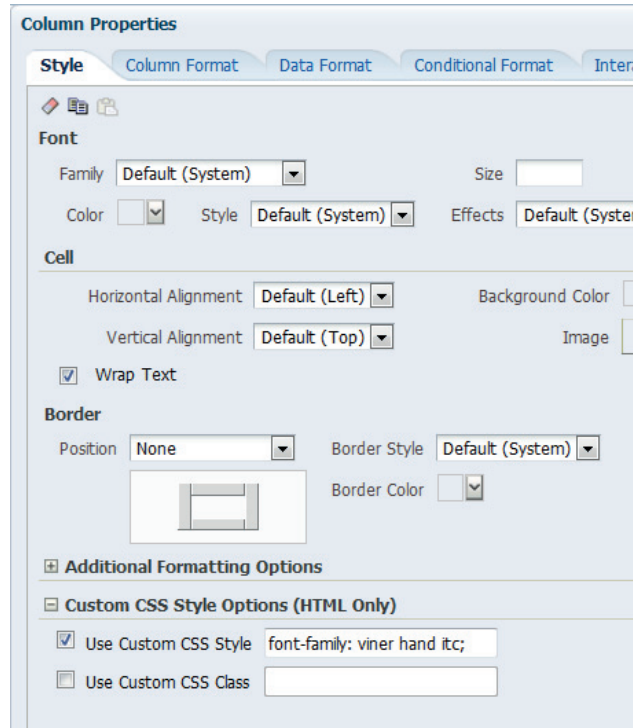 Column Properties
Style Column Format Data Format Conditional Format
Font
Family Default (System) Size
Color Style Default (System) Effects
Cell
Horizontal Alignment Default (Left) Background Color
Vertical Alignment Default (Top) Image
Wrap Text
Border
Position None Border Style Default (System)
Border Color
Additional Formatting Options
Custom CSS Style Options (HTML Only)
Use Custom CSS Style font-family: viner hand itc;
Use Custom CSS Class